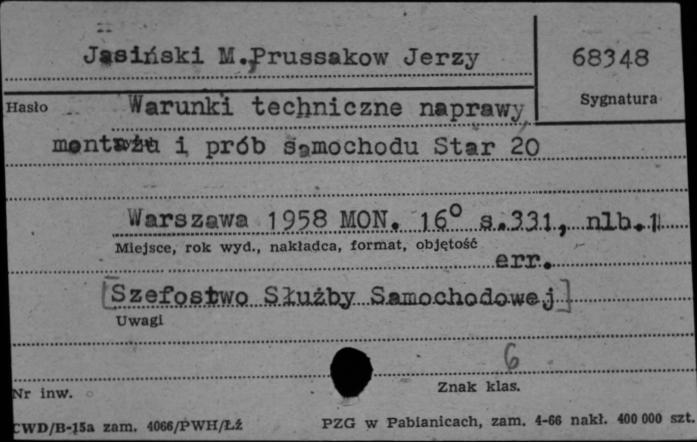 Jasiński M., Prussakow Jerzy
68348
Hasło
Sygnatura
Warunki techniczne naprawy,
montażu i prób samochodu Star 20
Warszawa 1958 MON. 16° s.331, nlb.1
Miejsce, rok wyd., nakładca, format, objętość
err.
[Szefostwo Służby Samochodowej]
Uwagi
6
Nr inw.
Znak klas.
CWD/B-15a zam. 4066/PWH/Łż
PZG w Pabianicach, zam. 4-66 nakł. 400 000 szt.